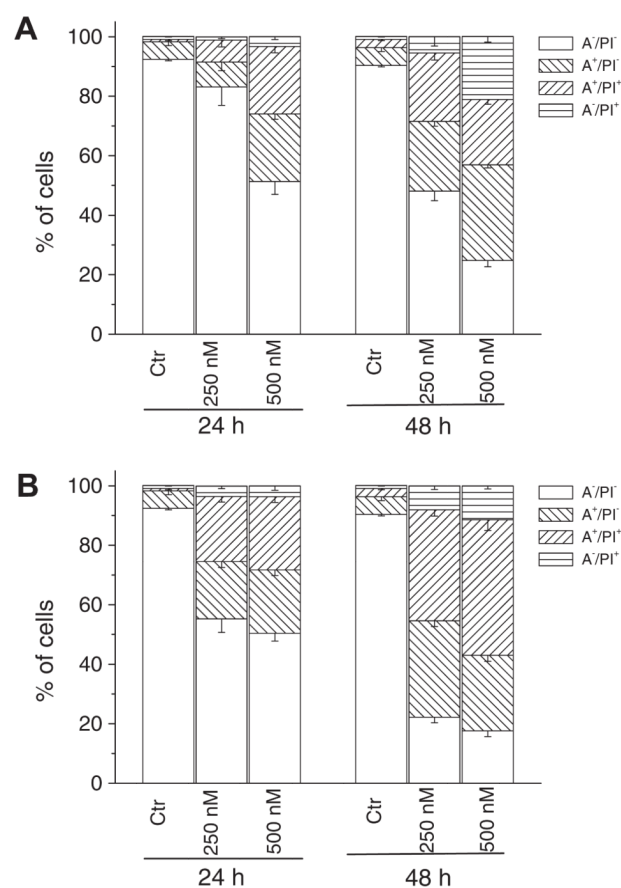 A
100
80
60
40
20
0
% of cells
A⁻/PI⁻
A⁺/PI⁻
A⁺/PI⁺
A⁻/PI⁺
Ctr
250 nM
500 nM
Ctr
250 nM
500 nM
24 h
48 h
B
100
80
60
40
20
0
% of cells
A⁻/PI⁻
A⁺/PI⁻
A⁺/PI⁺
A⁻/PI⁺
Ctr
250 nM
500 nM
Ctr
250 nM
500 nM
24 h
48 h